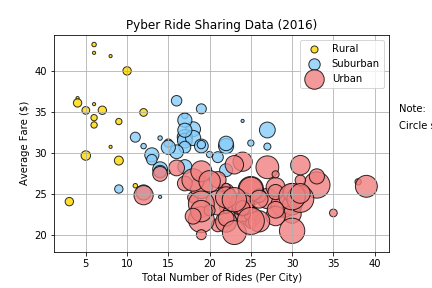 Pyber Ride Sharing Data (2016)
Rural
Suburban
Urban
Note:
Circle
Average Fare ($)
40
35
30
25
20
5 10 15 20 25 30 35 40
Total Number of Rides (Per City)